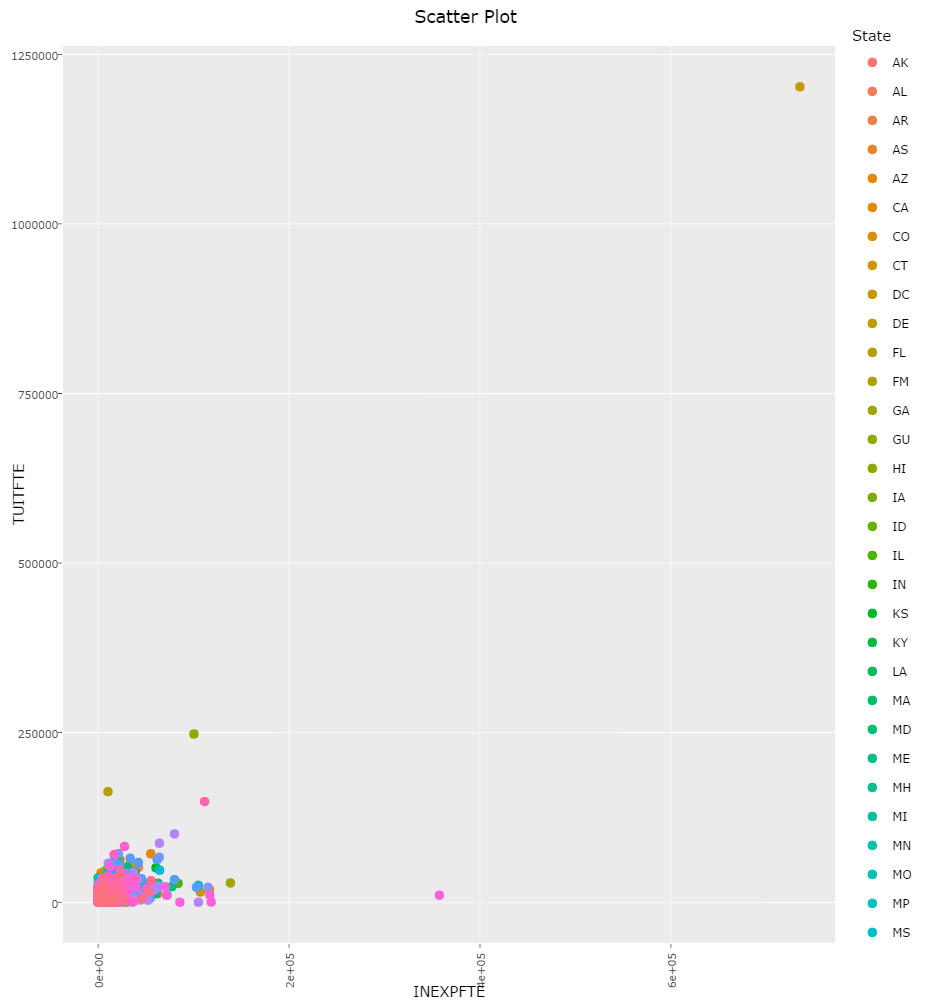 Scatter Plot
State
AK
AL
AR
AS
AZ
CA
CO
CT
DC
DE
FL
FM
GA
GU
HI
IA
ID
IL
IN
KS
KY
LA
MA
MD
ME
MH
MI
MN
MO
MP
MS
1250000
1000000
750000
500000
250000
0
TUITFTE
0e+00
2e+05
4e+05
6e+05
INEXPFTE